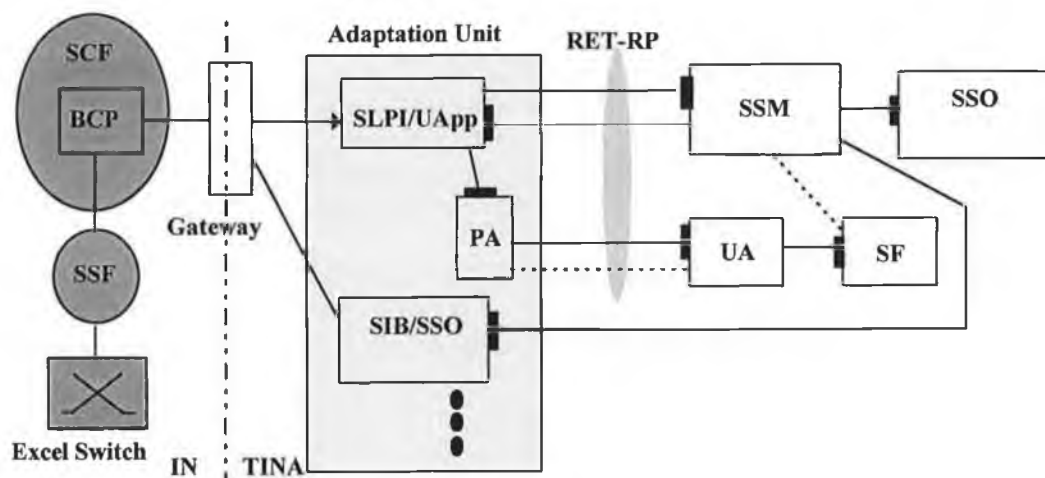 Adaptation Unit
RET-RP
SCF
BCP
SLPI/UApp
SSM
SSO
Gateway
PA
UA
SF
SSF
SIB/SSO
Excel Switch
IN
TINA